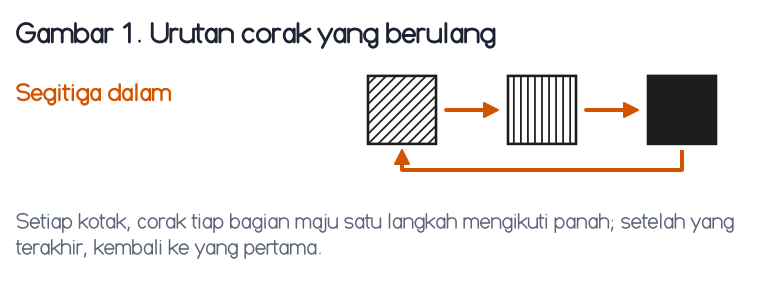 Gambar 1. Urutan corak yang berulang
Segitiga dalam
Setiap kotak, corak tiap bagian maju satu langkah mengikuti panah; setelah yang
terakhir, kembali ke yang pertama.